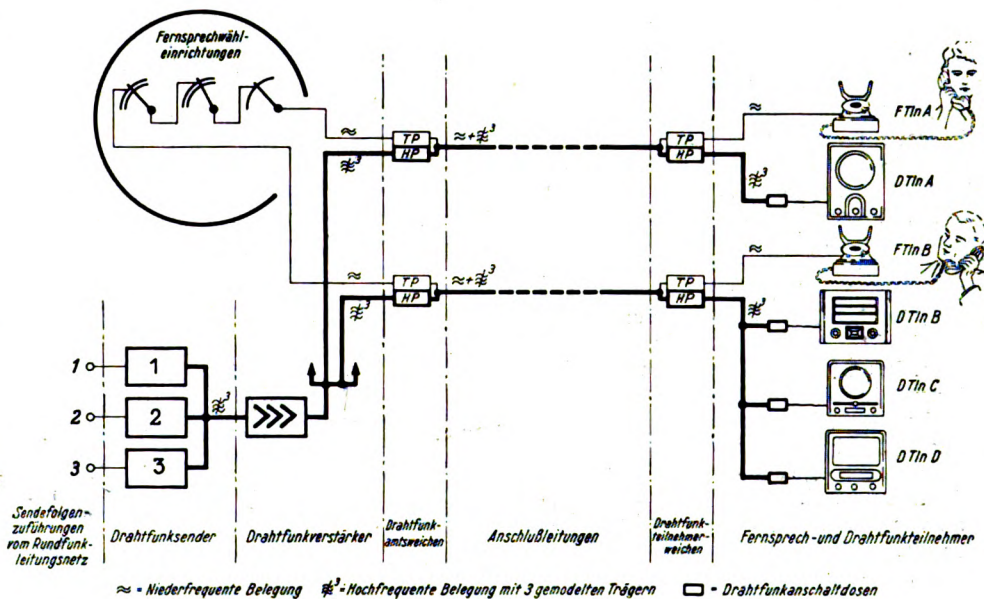 Fernsprechwähl-
einrichtungen
≈
TP
HP
≈+≉³
TP
HP
≈
FTln A
≉³
≉³
DTln A
≈
TP
HP
≈+≉³
TP
HP
≈
FTln B
≉³
≉³
DTln B
1
1
DTln C
2
2
≉³
3
3
DTln D
Sendefolgen-
zuführungen
vom Rundfunk-
leitungsnetz
Drahtfunksender
Drahtfunkverstärker
Drahtfunk-
amtsweichen
Anschlußleitungen
Drahtfunk-
teilnehmer-
weichen
Fernsprech- und Drahtfunkteilnehmer
≈ = Niederfrequente Belegung
≉³ = Hochfrequente Belegung mit 3 gemodelten Trägern
= Drahtfunkanschaltdosen